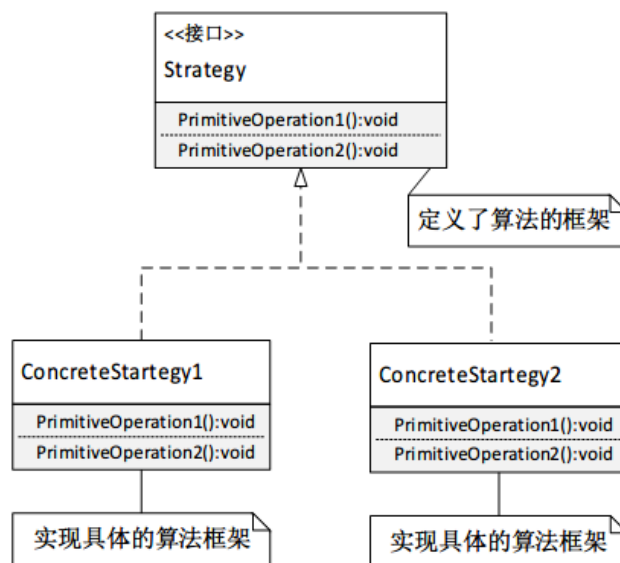 <<接口>>
Strategy
PrimitiveOperation1():void
PrimitiveOperation2():void
定义了算法的框架
ConcreteStartegy1
PrimitiveOperation1():void
PrimitiveOperation2():void
实现具体的算法框架
ConcreteStartegy2
PrimitiveOperation1():void
PrimitiveOperation2():void
实现具体的算法框架